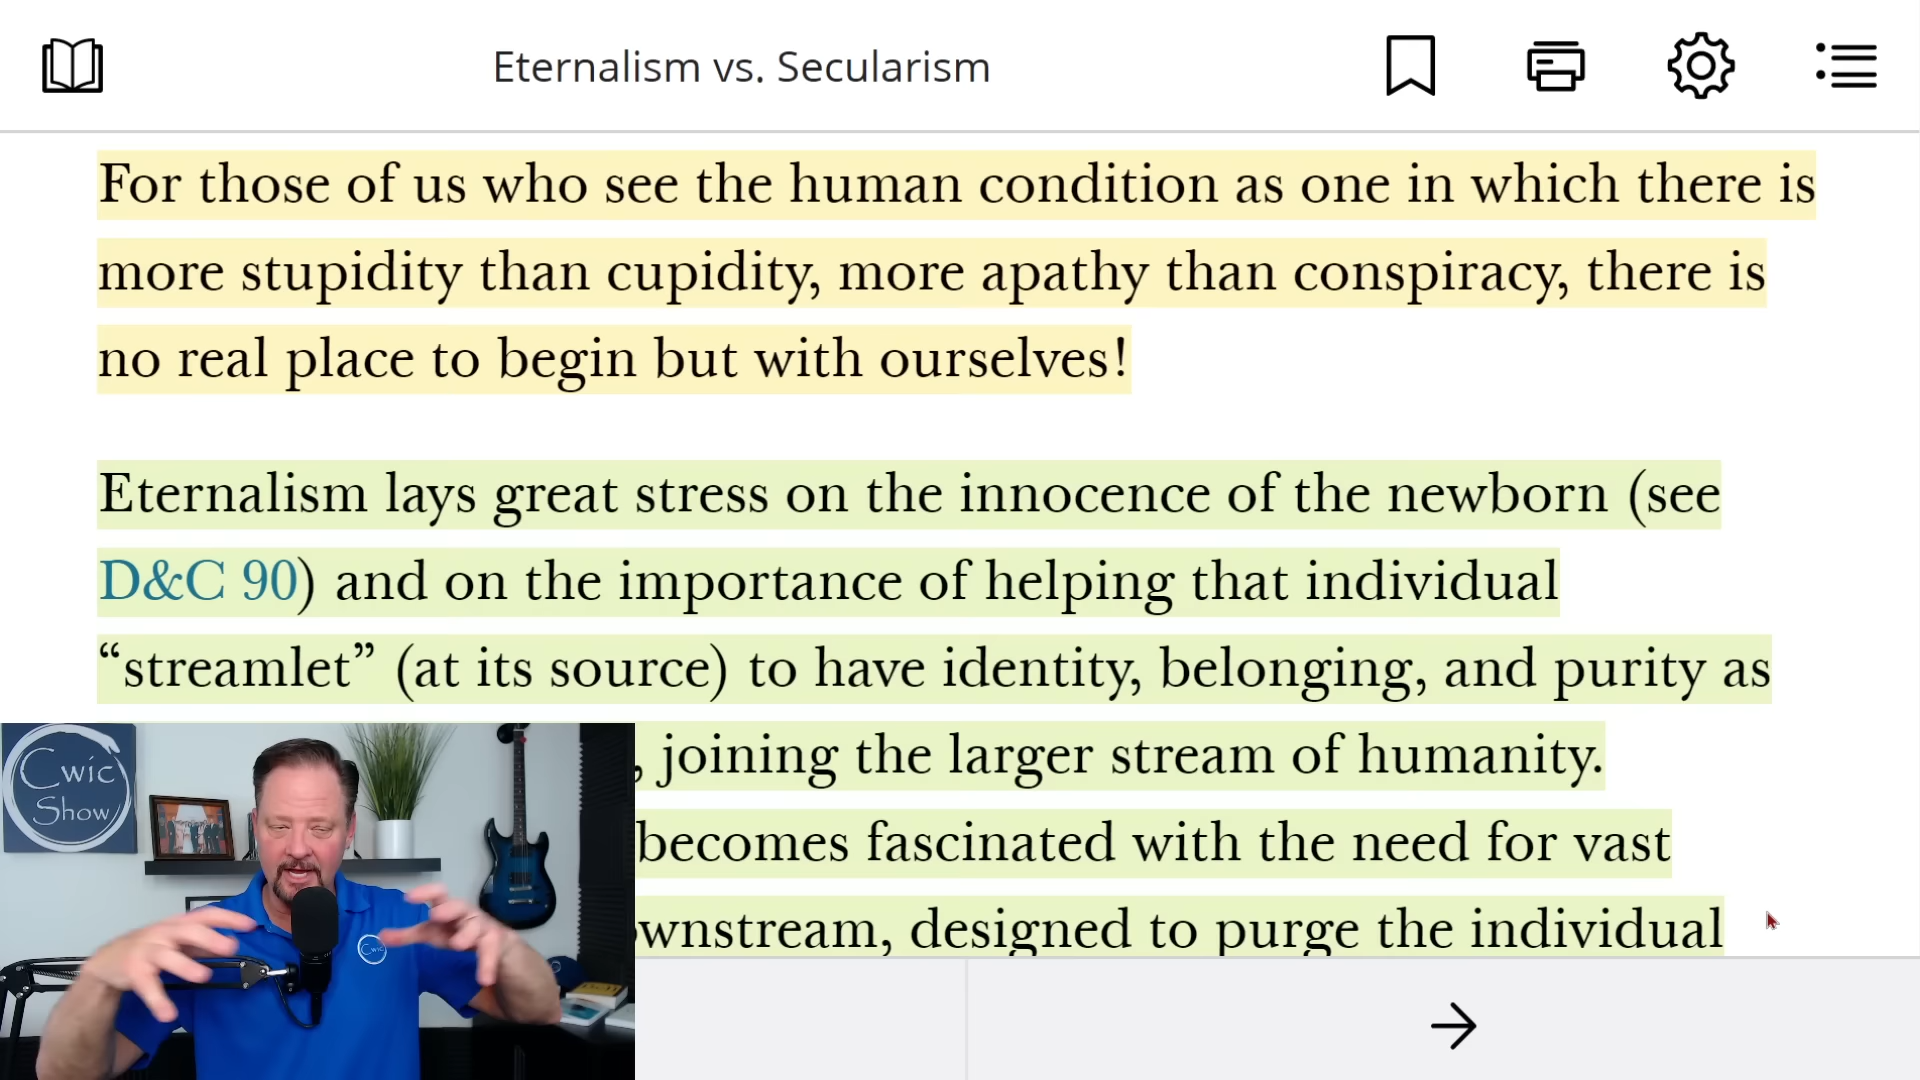 Eternalism vs. Secularism
For those of us who see the human condition as one in which there is
more stupidity than cupidity, more apathy than conspiracy, there is
no real place to begin but with ourselves!
Eternalism lays great stress on the innocence of the newborn (see
D&C 90) and on the importance of helping that individual
“streamlet” (at its source) to have identity, belonging, and purity as
, joining the larger stream of humanity.
becomes fascinated with the need for vast
wnstream, designed to purge the individual
Cwic
Show
Cwic